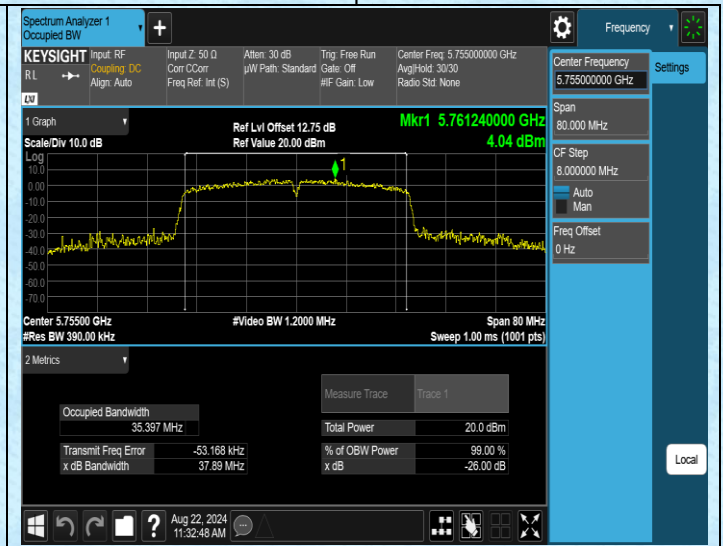 Spectrum Analyzer 1
Occupied BW
+
Frequency
KEYSIGHT
RL
LXI
Input: RF
Coupling: DC
Align: Auto
Input Z: 50 Ω
Corr CCorr
Freq Ref: Int (S)
Atten: 30 dB
µW Path: Standard
Trig: Free Run
Gate: Off
#IF Gain: Low
Center Freq: 5.755000000 GHz
Avg|Hold: 30/30
Radio Std: None
Center Frequency
5.755000000 GHz
Settings
Span
80.000 MHz
CF Step
8.000000 MHz
Auto
Man
Freq Offset
0 Hz
1 Graph
Scale/Div 10.0 dB
Ref Lvl Offset 12.75 dB
Ref Value 20.00 dBm
Mkr1 5.761240000 GHz
4.04 dBm
Log
10.0
0.00
-10.0
-20.0
-30.0
-40.0
-50.0
-60.0
-70.0
1
Center 5.75500 GHz
#Video BW 1.2000 MHz
Span 80 MHz
#Res BW 390.00 kHz
Sweep 1.00 ms (1001 pts)
2 Metrics
Measure Trace
Trace 1
Occupied Bandwidth
35.397 MHz
Total Power
20.0 dBm
Transmit Freq Error
-53.168 kHz
% of OBW Power
99.00 %
x dB Bandwidth
37.89 MHz
x dB
-26.00 dB
Local
?
Aug 22, 2024
11:32:48 AM